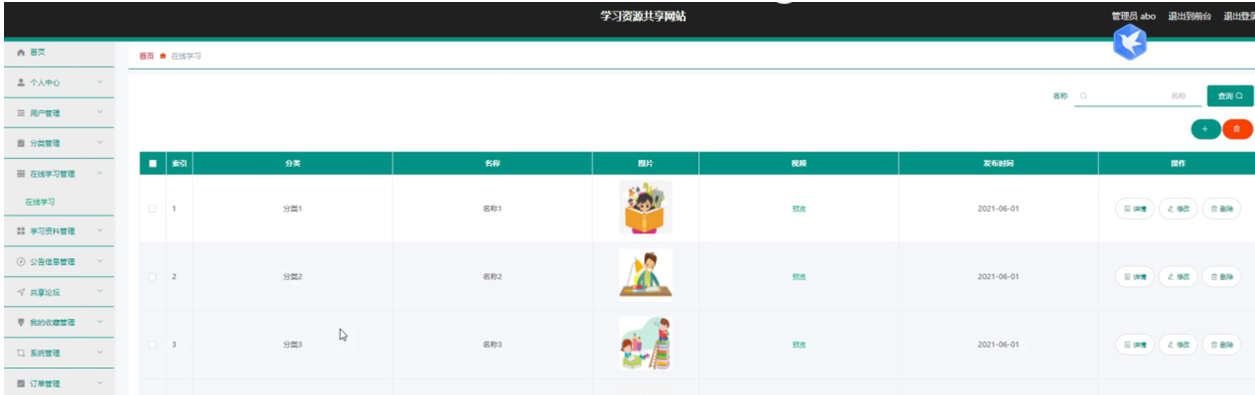 学习资源共享网站
管理员 abo 退出到前台 退出登录
首页
个人中心
用户管理
分类管理
在线学习管理
在线学习
学习资料管理
公告信息管理
共享论坛
我的收藏管理
系统管理
订单管理
首页 在线学习
名称 名称 查询
+
索引 分类 名称 图片 视频 发布时间 操作
1 分类1 名称1 预览 2021-06-01 详情 修改 删除
2 分类2 名称2 预览 2021-06-01 详情 修改 删除
3 分类3 名称3 预览 2021-06-01 详情 修改 删除